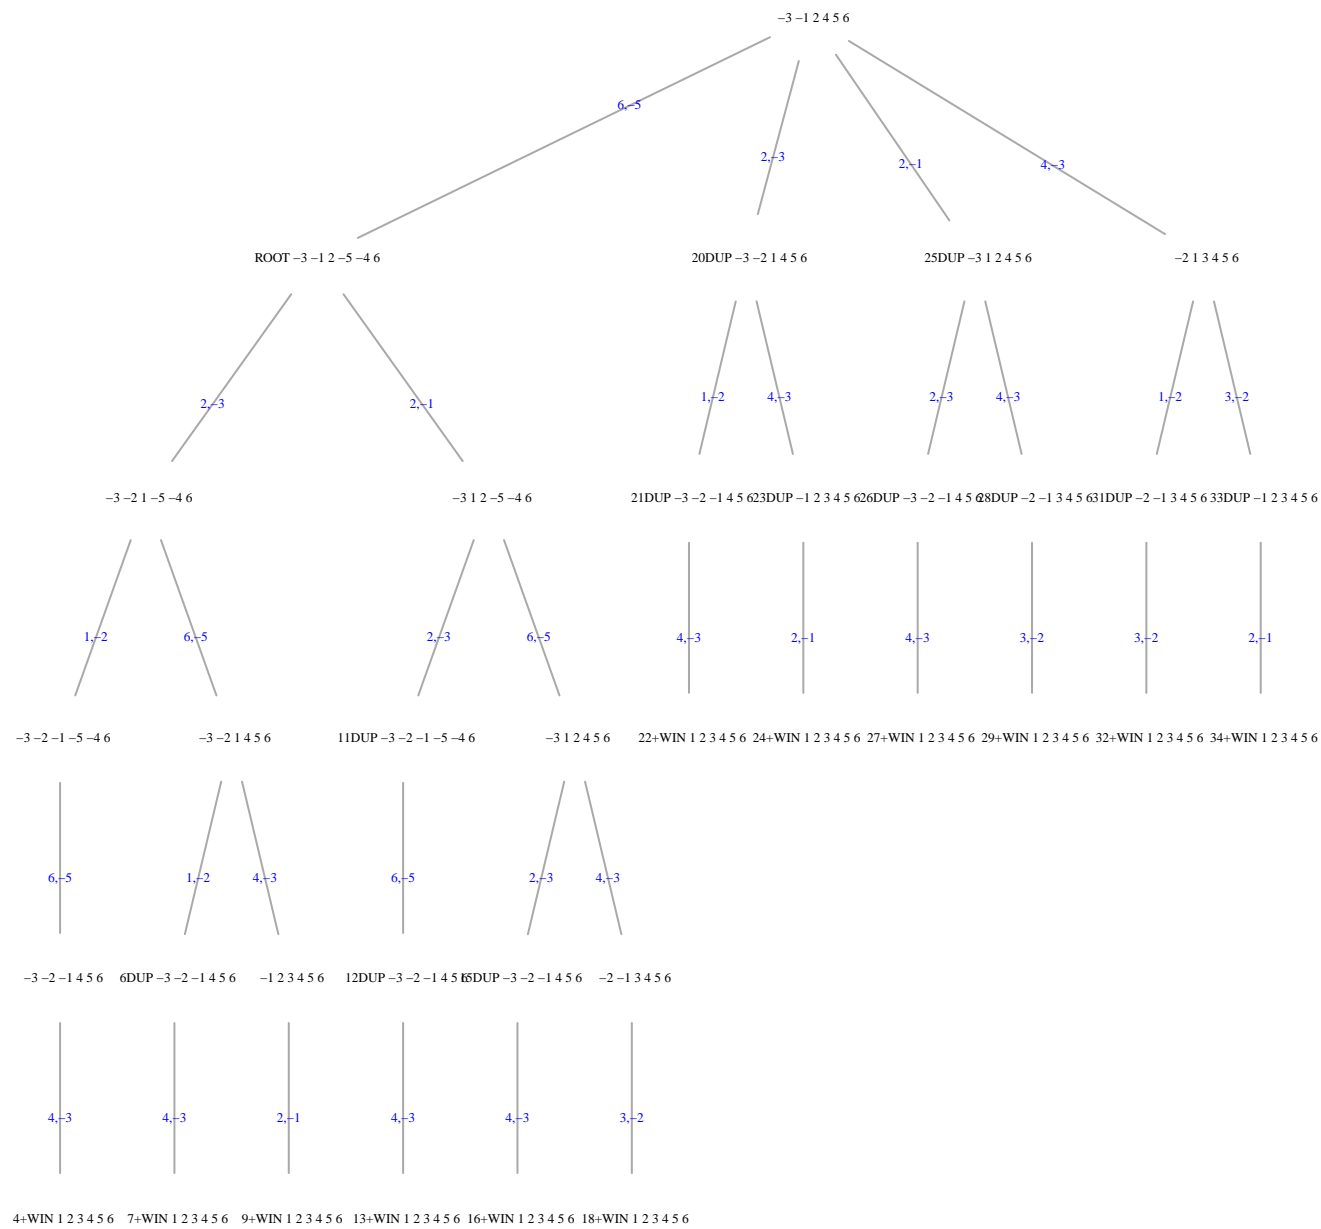 −3 −1 2 4 5 6
6,−5
2,−3
2,−1
4,−3
ROOT −3 −1 2 −5 −4 6
20DUP −3 −2 1 4 5 6
25DUP −3 1 2 4 5 6
−2 1 3 4 5 6
2,−3
2,−1
1,−2
4,−3
2,−3
4,−3
1,−2
3,−2
−3 −2 1 −5 −4 6
−3 1 2 −5 −4 6
21DUP −3 −2 −1 4 5 6
23DUP −1 2 3 4 5 6
26DUP −3 −2 −1 4 5 6
28DUP −2 −1 3 4 5 6
31DUP −2 −1 3 4 5 6
33DUP −1 2 3 4 5 6
1,−2
6,−5
2,−3
6,−5
4,−3
2,−1
4,−3
3,−2
3,−2
2,−1
−3 −2 −1 −5 −4 6
−3 −2 1 4 5 6
11DUP −3 −2 −1 −5 −4 6
−3 1 2 4 5 6
22+WIN 1 2 3 4 5 6
24+WIN 1 2 3 4 5 6
27+WIN 1 2 3 4 5 6
29+WIN 1 2 3 4 5 6
32+WIN 1 2 3 4 5 6
34+WIN 1 2 3 4 5 6
6,−5
1,−2
4,−3
6,−5
2,−3
4,−3
−3 −2 −1 4 5 6
6DUP −3 −2 −1 4 5 6
−1 2 3 4 5 6
12DUP −3 −2 −1 4 5 6
15DUP −3 −2 −1 4 5 6
−2 −1 3 4 5 6
4,−3
4,−3
2,−1
4,−3
4,−3
3,−2
4+WIN 1 2 3 4 5 6
7+WIN 1 2 3 4 5 6
9+WIN 1 2 3 4 5 6
13+WIN 1 2 3 4 5 6
16+WIN 1 2 3 4 5 6
18+WIN 1 2 3 4 5 6